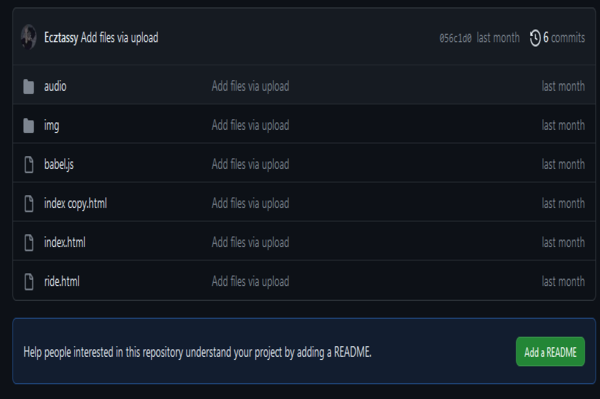 Ecztassy Add files via upload 056c1d0 last month 6 commits
audio Add files via upload last month
img Add files via upload last month
babel.js Add files via upload last month
index copy.html Add files via upload last month
index.html Add files via upload last month
ride.html Add files via upload last month
Help people interested in this repository understand your project by adding a README. Add a README